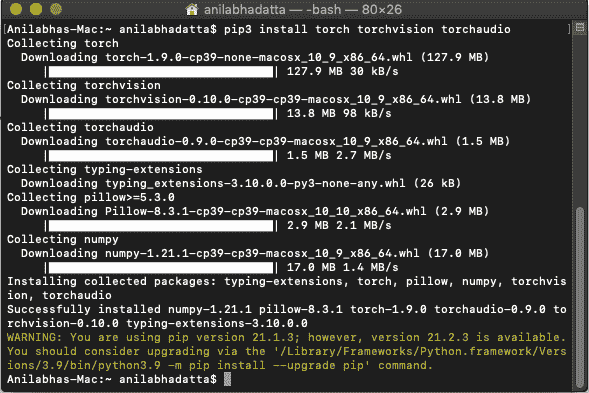 anilabhadatta — -bash — 80×26
[Anilabhas-Mac:~ anilabhadatta$ pip3 install torch torchvision torchaudio ]
Collecting torch
Downloading torch-1.9.0-cp39-none-macosx_10_9_x86_64.whl (127.9 MB)
|████████████████████████████████| 127.9 MB 30 kB/s
Collecting torchvision
Downloading torchvision-0.10.0-cp39-cp39-macosx_10_9_x86_64.whl (13.8 MB)
|████████████████████████████████| 13.8 MB 98 kB/s
Collecting torchaudio
Downloading torchaudio-0.9.0-cp39-cp39-macosx_10_9_x86_64.whl (1.5 MB)
|████████████████████████████████| 1.5 MB 2.7 MB/s
Collecting typing-extensions
Downloading typing_extensions-3.10.0.0-py3-none-any.whl (26 kB)
Collecting pillow>=5.3.0
Downloading Pillow-8.3.1-cp39-cp39-macosx_10_10_x86_64.whl (2.9 MB)
|████████████████████████████████| 2.9 MB 2.1 MB/s
Collecting numpy
Downloading numpy-1.21.1-cp39-cp39-macosx_10_9_x86_64.whl (17.0 MB)
|████████████████████████████████| 17.0 MB 1.4 MB/s
Installing collected packages: typing-extensions, torch, pillow, numpy, torchvis
ion, torchaudio
Successfully installed numpy-1.21.1 pillow-8.3.1 torch-1.9.0 torchaudio-0.9.0 to
rchvision-0.10.0 typing-extensions-3.10.0.0
WARNING: You are using pip version 21.1.3; however, version 21.2.3 is available.
You should consider upgrading via the '/Library/Frameworks/Python.framework/Vers
ions/3.9/bin/python3.9 -m pip install --upgrade pip' command.
Anilabhas-Mac:~ anilabhadatta$